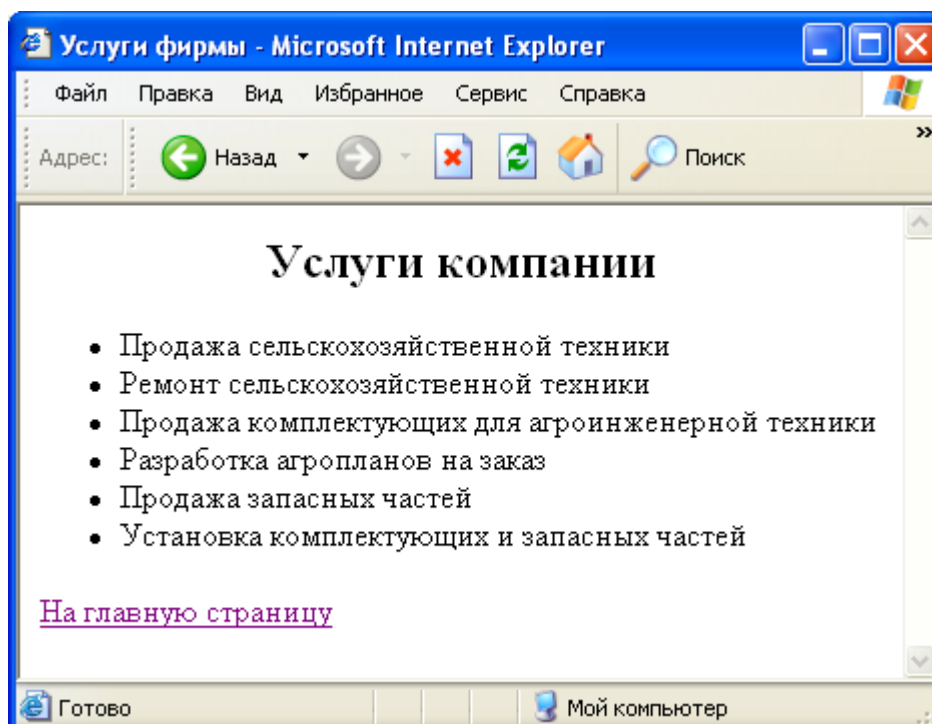 Услуги фирмы - Microsoft Internet Explorer
Файл Правка Вид Избранное Сервис Справка
Адрес: Назад Поиск »
Услуги компании
• Продажа сельскохозяйственной техники
• Ремонт сельскохозяйственной техники
• Продажа комплектующих для агроинженерной техники
• Разработка агропланов на заказ
• Продажа запасных частей
• Установка комплектующих и запасных частей
На главную страницу
Готово Мой компьютер